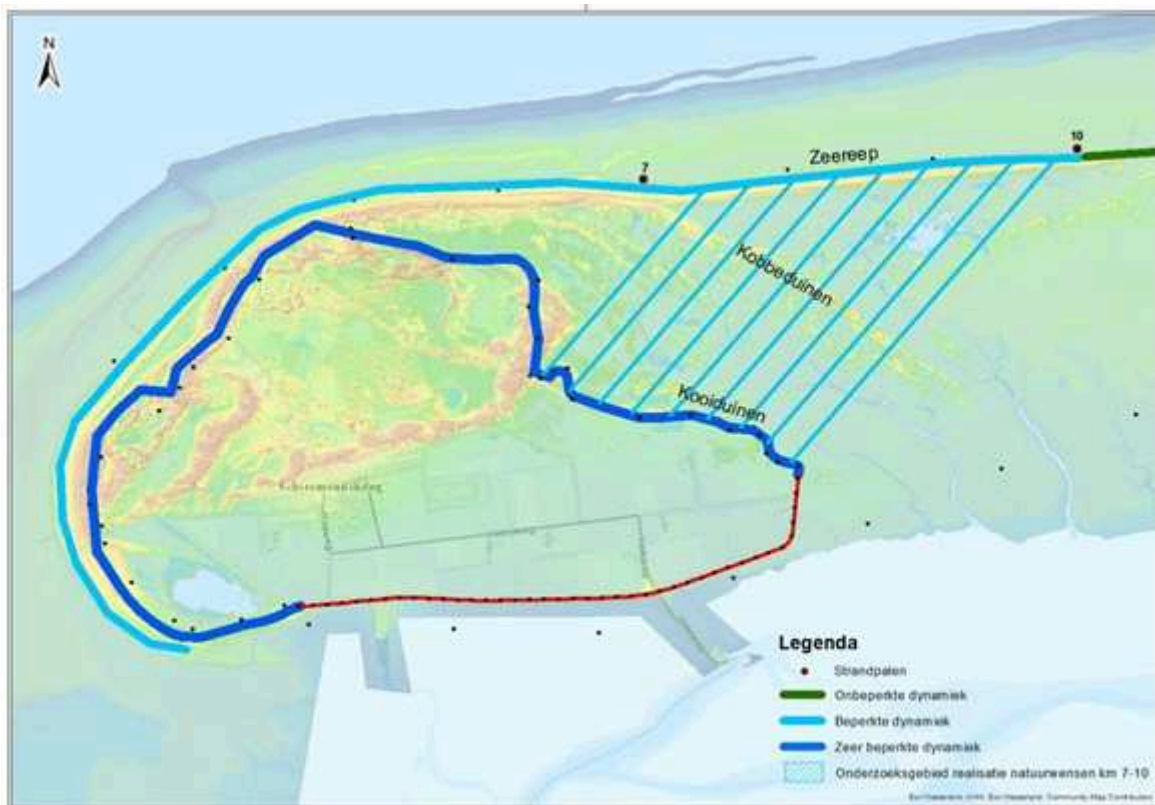 N
10
7
Zeereep
Kobbeduinen
Kooiduinen
Schiermonnikoog
Legenda
Strandpalen
Onbeperkte dynamiek
Beperkte dynamiek
Zeer beperkte dynamiek
Onderzoeksgebied realisatie natuurwensen km 7-10